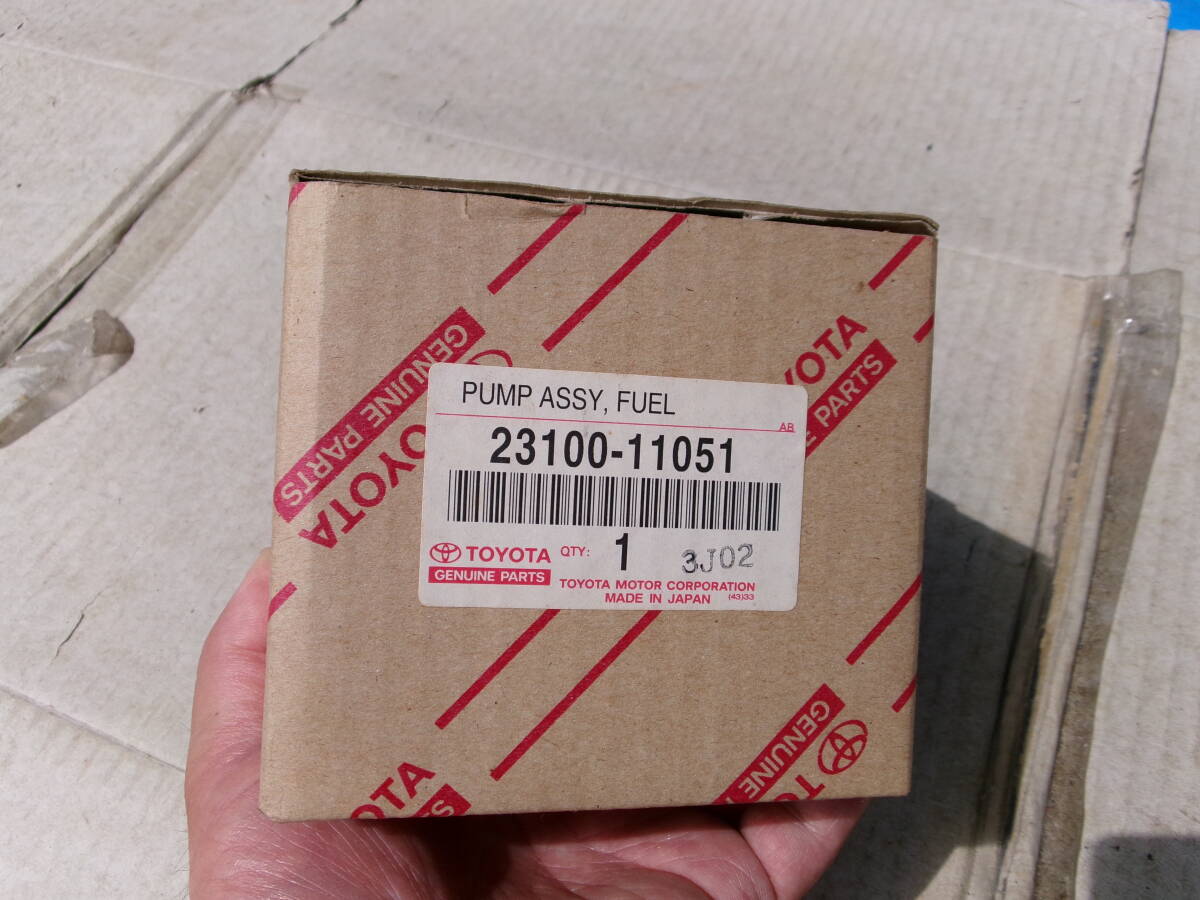 PUMP ASSY, FUEL
AB
23100-11051
TOYOTA QTY: 1 3J02
GENUINE PARTS
TOYOTA MOTOR CORPORATION
MADE IN JAPAN (43)33
GENUINE PARTS
TOYOTA
TOYOTA
PARTS
TOYOTA
GENUINE